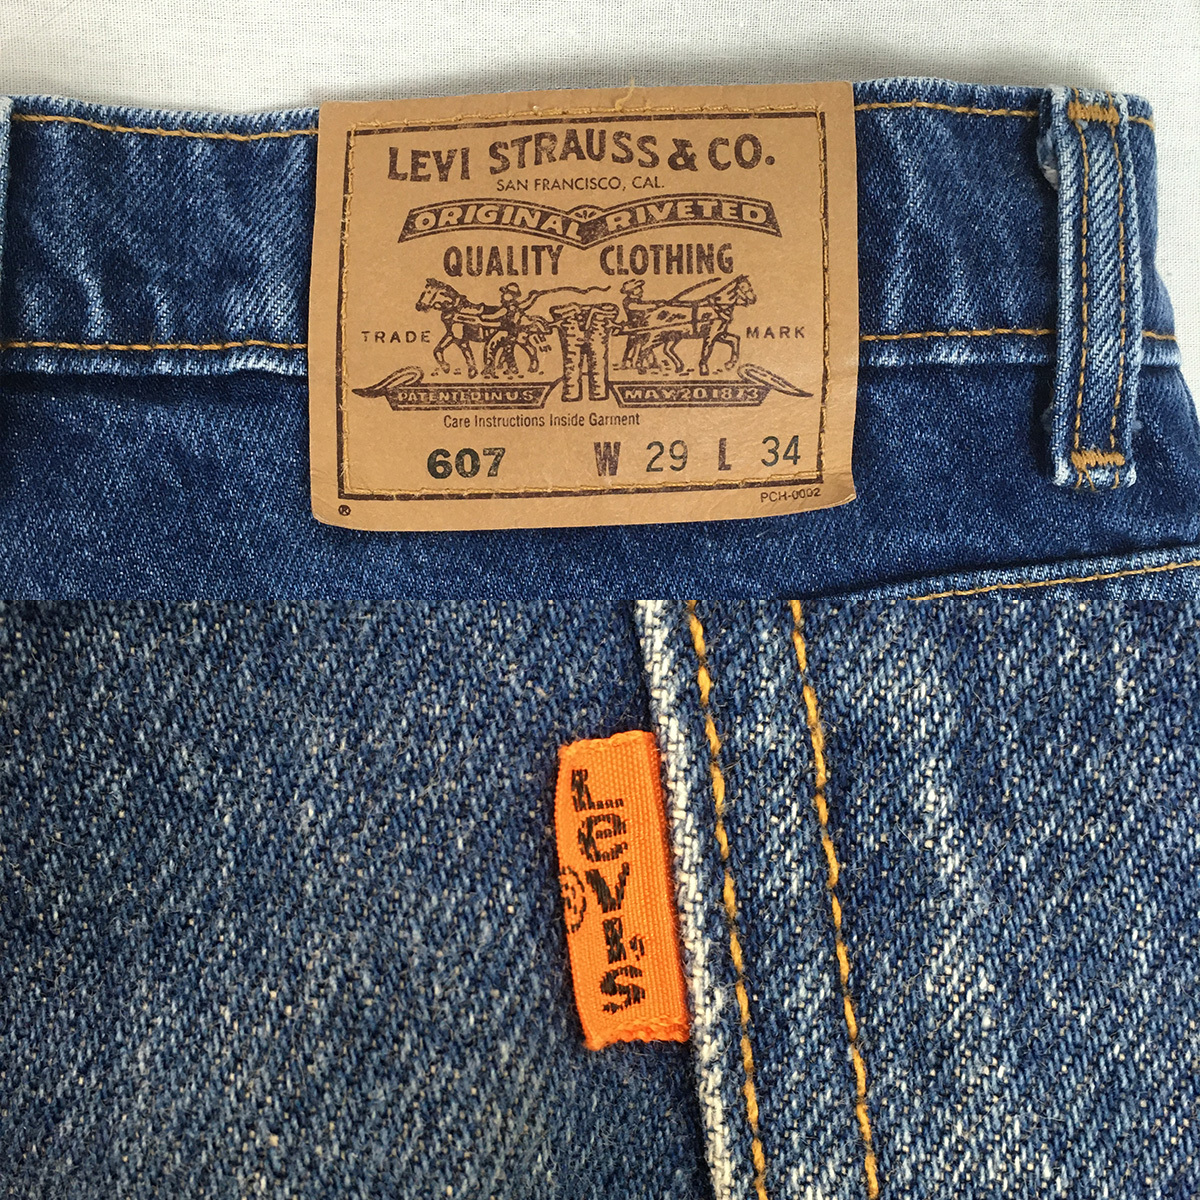 LEVI STRAUSS & CO.
SAN FRANCISCO, CAL.
ORIGINAL RIVETED
QUALITY CLOTHING
TRADE MARK
PATENTED IN U.S. MAY 20 1873
Care Instructions Inside Garment
607 W 29 L 34
PCH-0002
®
LEVI'S
®